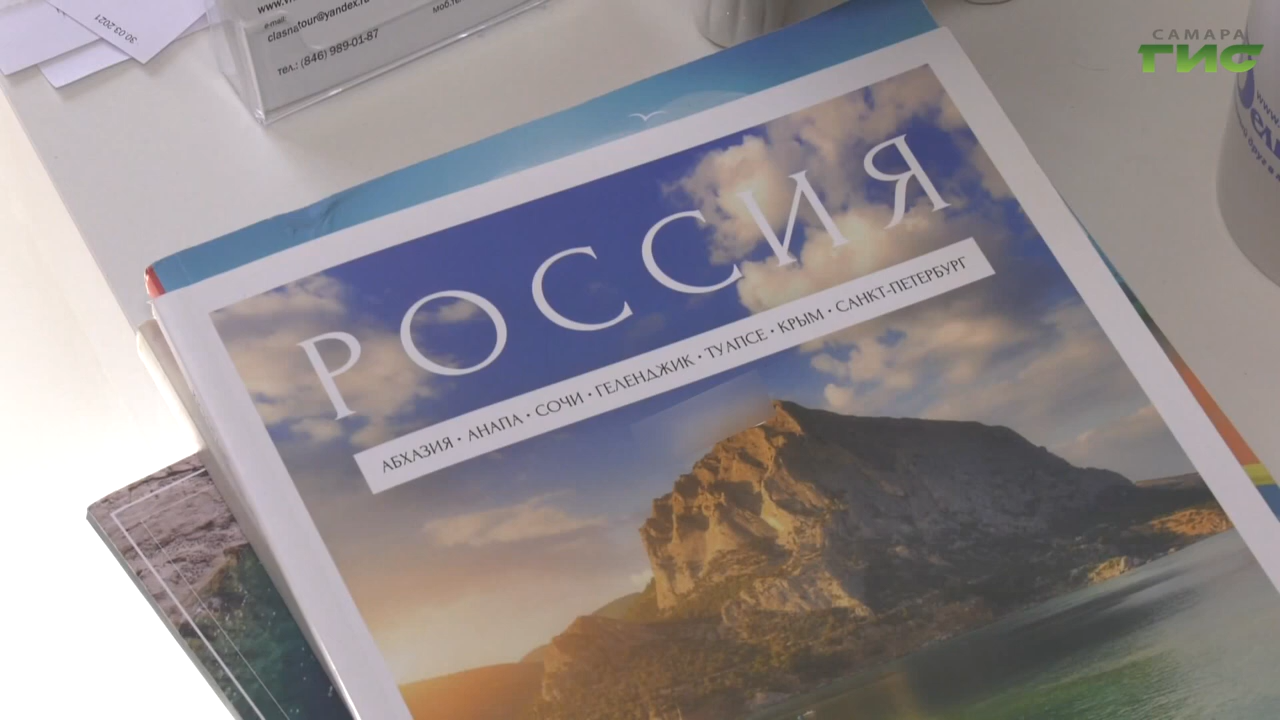 30.03.2021
e-mail:
clasnatour@yandex.ru
тел.: (846) 989-01-87
САМАРА
ГИС
РОССИЯ
АБХАЗИЯ • АНАПА • СОЧИ • ГЕЛЕНДЖИК • ТУАПСЕ • КРЫМ • САНКТ-ПЕТЕРБУРГ